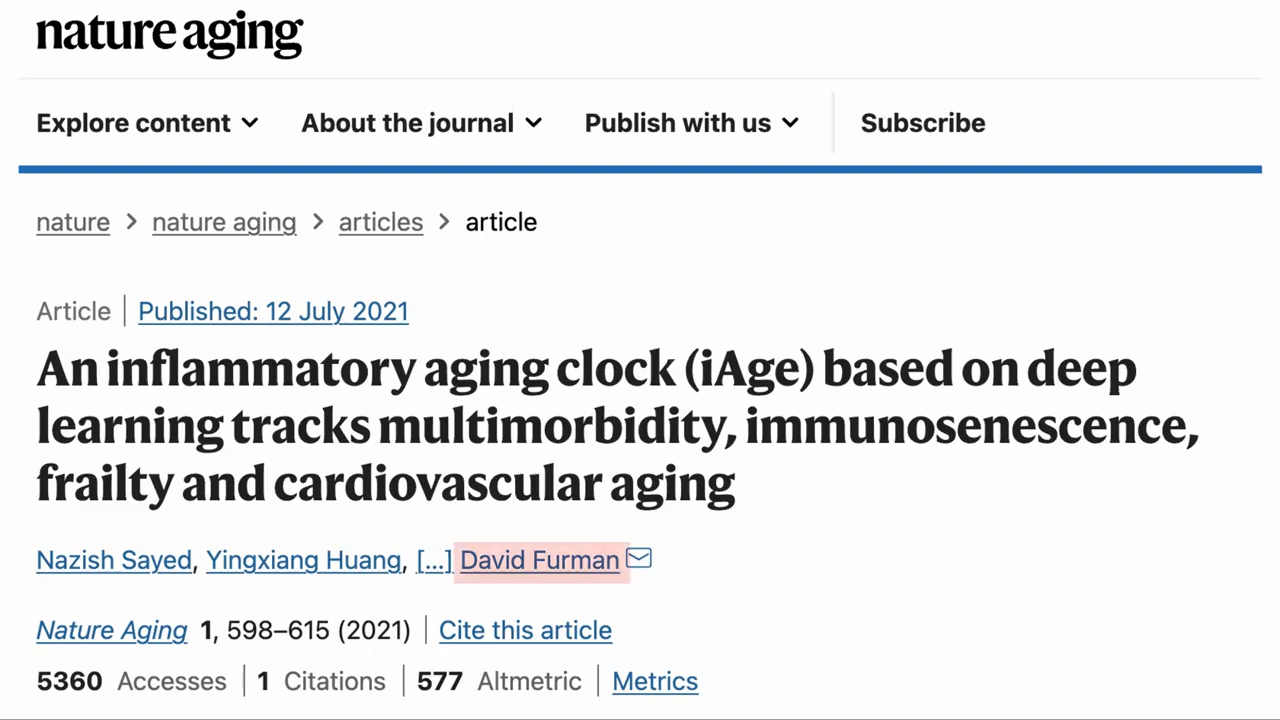 nature aging
Explore content About the journal Publish with us Subscribe
nature > nature aging > articles > article
Article | Published: 12 July 2021
An inflammatory aging clock (iAge) based on deep
learning tracks multimorbidity, immunosenescence,
frailty and cardiovascular aging
Nazish Sayed, Yingxiang Huang, [...] David Furman
Nature Aging 1, 598–615 (2021) | Cite this article
5360 Accesses | 1 Citations | 577 Altmetric | Metrics